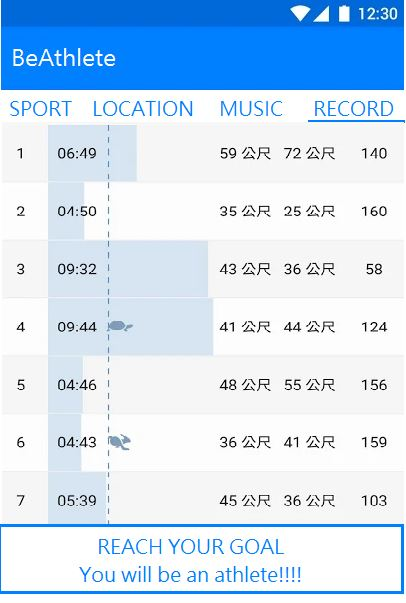 12:30
BeAthlete
SPORT LOCATION MUSIC RECORD
1 06:49 59 公尺 72 公尺 140
2 04:50 35 公尺 25 公尺 160
3 09:32 43 公尺 36 公尺 58
4 09:44 41 公尺 44 公尺 124
5 04:46 48 公尺 55 公尺 156
6 04:43 36 公尺 41 公尺 159
7 05:39 45 公尺 36 公尺 103
REACH YOUR GOAL
You will be an athlete!!!!